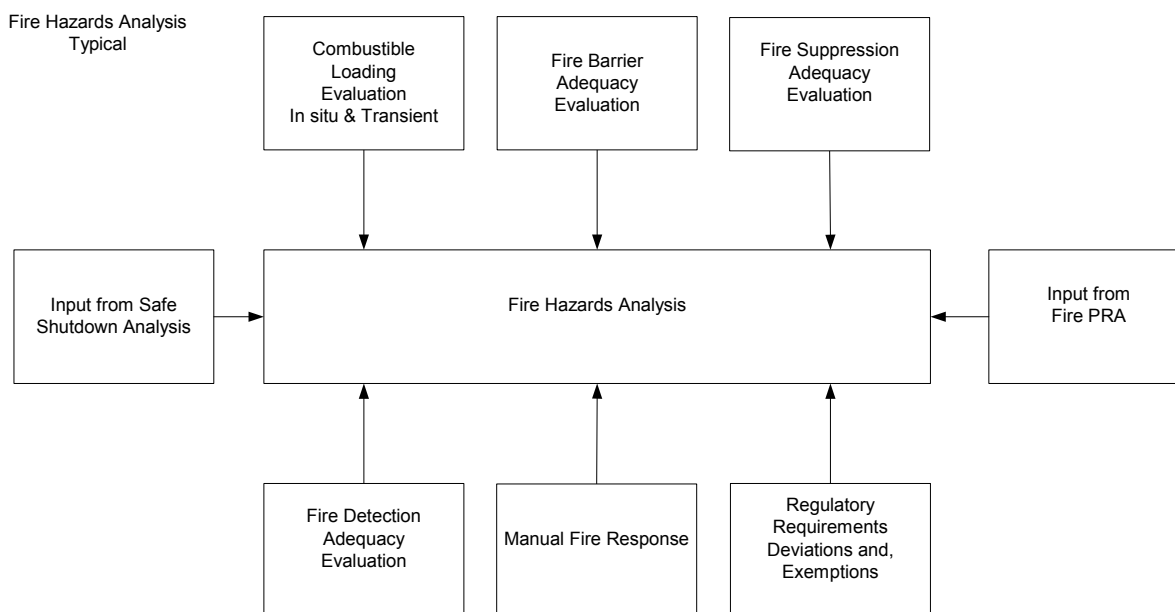 Fire Hazards Analysis
Typical
Combustible
Loading
Evaluation
In situ & Transient
Fire Barrier
Adequacy
Evaluation
Fire Suppression
Adequacy
Evaluation
Input from Safe
Shutdown Analysis
Fire Hazards Analysis
Input from
Fire PRA
Fire Detection
Adequacy
Evaluation
Manual Fire Response
Regulatory
Requirements
Deviations and,
Exemptions